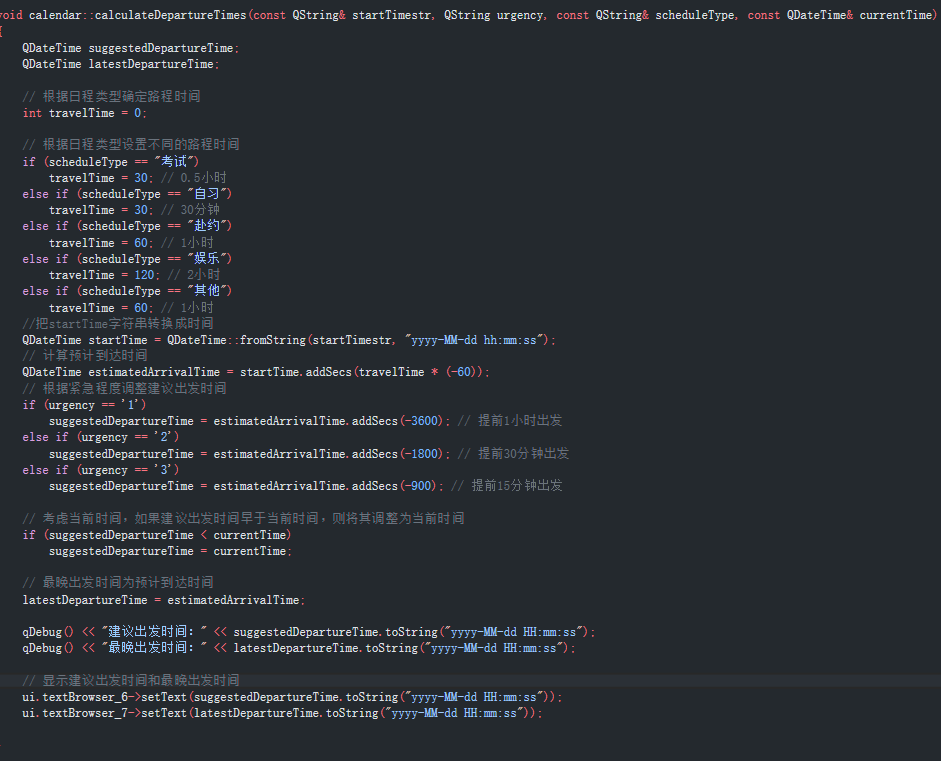 void calendar::calculateDepartureTimes(const QString& startTimestr, QString urgency, const QString& scheduleType, const QDateTime& currentTime)
{
QDateTime suggestedDepartureTime;
QDateTime latestDepartureTime;
// 根据日程类型确定路程时间
int travelTime = 0;
// 根据日程类型设置不同的路程时间
if (scheduleType == "考试")
travelTime = 30; // 0.5小时
else if (scheduleType == "自习")
travelTime = 30; // 30分钟
else if (scheduleType == "赴约")
travelTime = 60; // 1小时
else if (scheduleType == "娱乐")
travelTime = 120; // 2小时
else if (scheduleType == "其他")
travelTime = 60; // 1小时
//把startTime字符串转换成时间
QDateTime startTime = QDateTime::fromString(startTimestr, "yyyy-MM-dd hh:mm:ss");
// 计算预计到达时间
QDateTime estimatedArrivalTime = startTime.addSecs(travelTime * (-60));
// 根据紧急程度调整建议出发时间
if (urgency == '1')
suggestedDepartureTime = estimatedArrivalTime.addSecs(-3600); // 提前1小时出发
else if (urgency == '2')
suggestedDepartureTime = estimatedArrivalTime.addSecs(-1800); // 提前30分钟出发
else if (urgency == '3')
suggestedDepartureTime = estimatedArrivalTime.addSecs(-900); // 提前15分钟出发
// 考虑当前时间，如果建议出发时间早于当前时间，则将其调整为当前时间
if (suggestedDepartureTime < currentTime)
suggestedDepartureTime = currentTime;
// 最晚出发时间为预计到达时间
latestDepartureTime = estimatedArrivalTime;
qDebug() << "建议出发时间：" << suggestedDepartureTime.toString("yyyy-MM-dd HH:mm:ss");
qDebug() << "最晚出发时间：" << latestDepartureTime.toString("yyyy-MM-dd HH:mm:ss");
// 显示建议出发时间和最晚出发时间
ui.textBrowser_6->setText(suggestedDepartureTime.toString("yyyy-MM-dd HH:mm:ss"));
ui.textBrowser_7->setText(latestDepartureTime.toString("yyyy-MM-dd HH:mm:ss"));